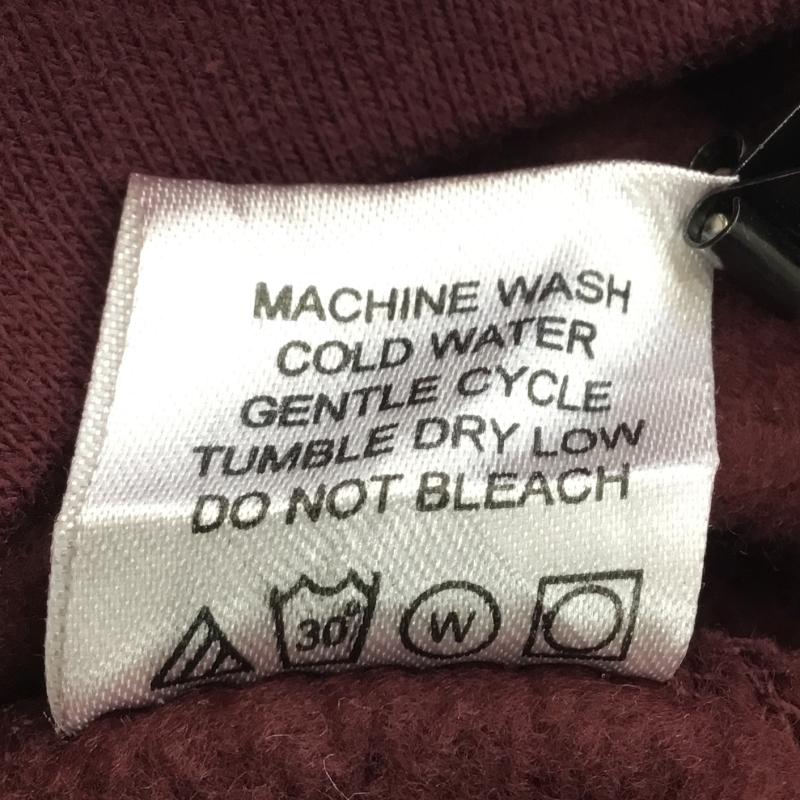 MACHINE WASH
COLD WATER
GENTLE CYCLE
TUMBLE DRY LOW
DO NOT BLEACH
30° W